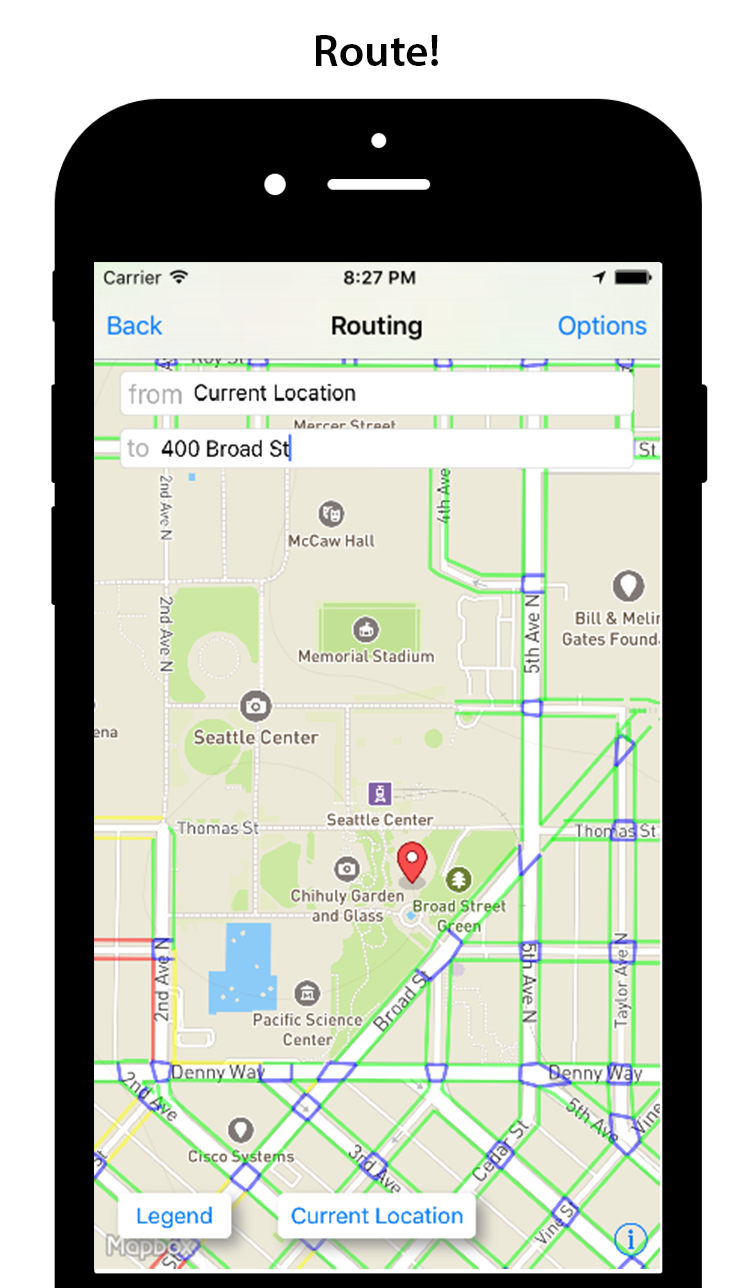 Route!
Carrier
8:27 PM
Back
Routing
Options
Roy St
from Current Location
Mercer Street
to 400 Broad St
St
2nd Ave N
4th Ave
McCaw Hall
2nd Ave N
5th Ave N
Bill & Melin
Gates Found
Memorial Stadium
Seattle Center
ena
Seattle Center
Thomas St
Thomas St
Chihuly Garden
and Glass
Broad Street
Green
2nd Ave N
Broad St
5th Ave N
Taylor Ave N
Pacific Science
Center
Denny Way
Denny Way
2nd Ave
5th Ave
Vine
Cisco Systems
3rd Ave
Cedar St
St
Vine St
Legend
Current Location
i
Mapbox
St